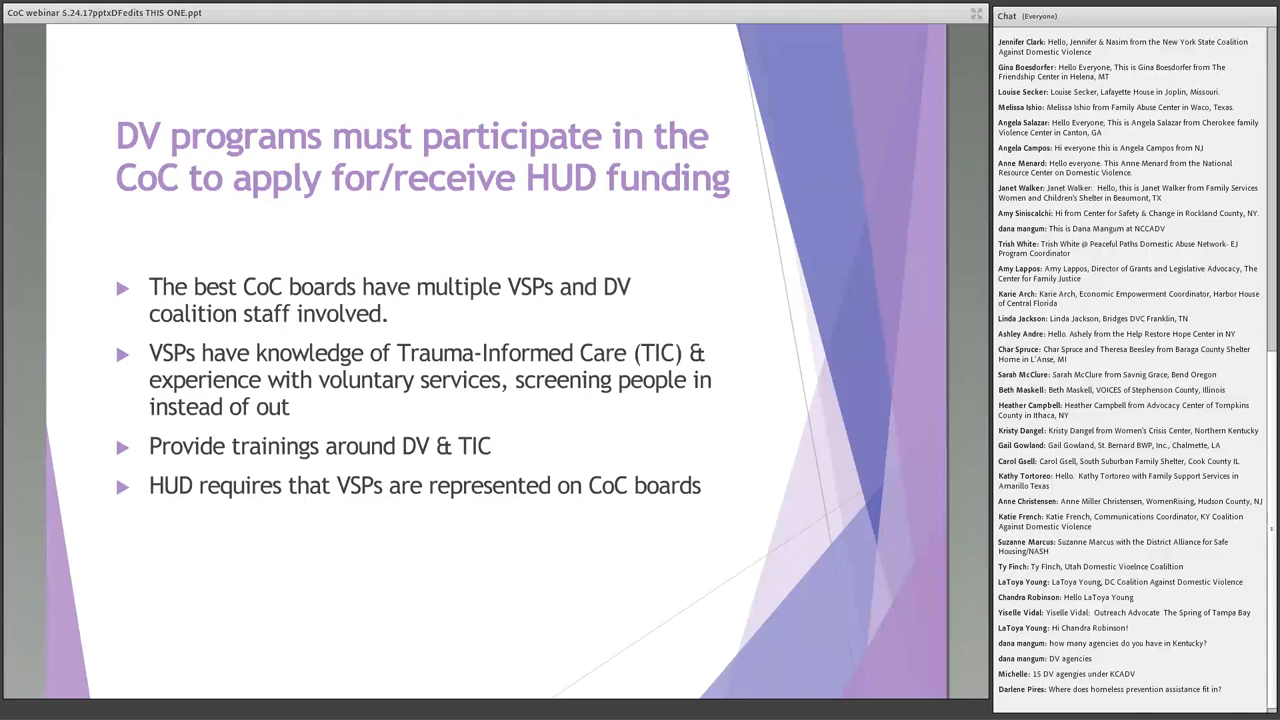 CoC webinar 5.24.17pptxDFedits THIS ONE.ppt
DV programs must participate in the
CoC to apply for/receive HUD funding
The best CoC boards have multiple VSPs and DV
coalition staff involved.
VSPs have knowledge of Trauma-Informed Care (TIC) &
experience with voluntary services, screening people in
instead of out
Provide trainings around DV & TIC
HUD requires that VSPs are represented on CoC boards
Chat (Everyone)
Jennifer Clark: Hello, Jennifer & Nasim from the New York State Coalition
Against Domestic Violence
Gina Boesdorfer: Hello Everyone, This is Gina Boesdorfer from The
Friendship Center in Helena, MT
Louise Secker: Louise Secker, Lafayette House in Joplin, Missouri.
Melissa Ishio: Melissa Ishio from Family Abuse Center in Waco, Texas.
Angela Salazar: Hello Everyone, This is Angela Salazar from Cherokee family
Violence Center in Canton, GA
Angela Campos: Hi everyone this is Angela Campos from NJ
Anne Menard: Hello everyone. This Anne Menard from the National
Resource Center on Domestic Violence.
Janet Walker: Janet Walker: Hello, this is Janet Walker from Family Services
Women and Children's Shelter in Beaumont, TX
Amy Siniscalchi: Hi from Center for Safety & Change in Rockland County, NY.
dana mangum: This is Dana Mangum at NCCADV
Trish White: Trish White @ Peaceful Paths Domestic Abuse Network- EJ
Program Coordinator
Amy Lappos: Amy Lappos, Director of Grants and Legislative Advocacy, The
Center for Family Justice
Karie Arch: Karie Arch, Economic Empowerment Coordinator, Harbor House
of Central Florida
Linda Jackson: Linda Jackson, Bridges DVC Franklin, TN
Ashley Andre: Hello. Ashely from the Help Restore Hope Center in NY
Char Spruce: Char Spruce and Theresa Beesley from Baraga County Shelter
Home in L'Anse, MI
Sarah McClure: Sarah McClure from Savnig Grace, Bend Oregon
Beth Maskell: Beth Maskell, VOICES of Stephenson County, Illinois
Heather Campbell: Heather Campbell from Advocacy Center of Tompkins
County in Ithaca, NY
Kristy Dangel: Kristy Dangel from Women's Crisis Center, Northern Kentucky
Gail Gowland: Gail Gowland, St. Bernard BWP, Inc., Chalmette, LA
Carol Gsell: Carol Gsell, South Suburban Family Shelter, Cook County IL
Kathy Tortoreo: Hello. Kathy Tortoreo with Family Support Services in
Amarillo Texas
Anne Christensen: Anne Miller Christensen, WomenRising, Hudson County, NJ
Katie French: Katie French, Communications Coordinator, KY Coalition
Against Domestic Violence
Suzanne Marcus: Suzanne Marcus with the District Alliance for Safe
Housing/NASH
Ty Finch: Ty FInch, Utah Domestic Vioelnce Coaliltion
LaToya Young: LaToya Young, DC Coalition Against Domestic Violence
Chandra Robinson: Hello LaToya Young
Yiselle Vidal: Yiselle Vidal: Outreach Advocate The Spring of Tampa Bay
LaToya Young: Hi Chandra Robinson!
dana mangum: how many agencies do you have in Kentucky?
dana mangum: DV agencies
Michelle: 15 DV agengies under KCADV
Darlene Pires: Where does homeless prevention assistance fit in?